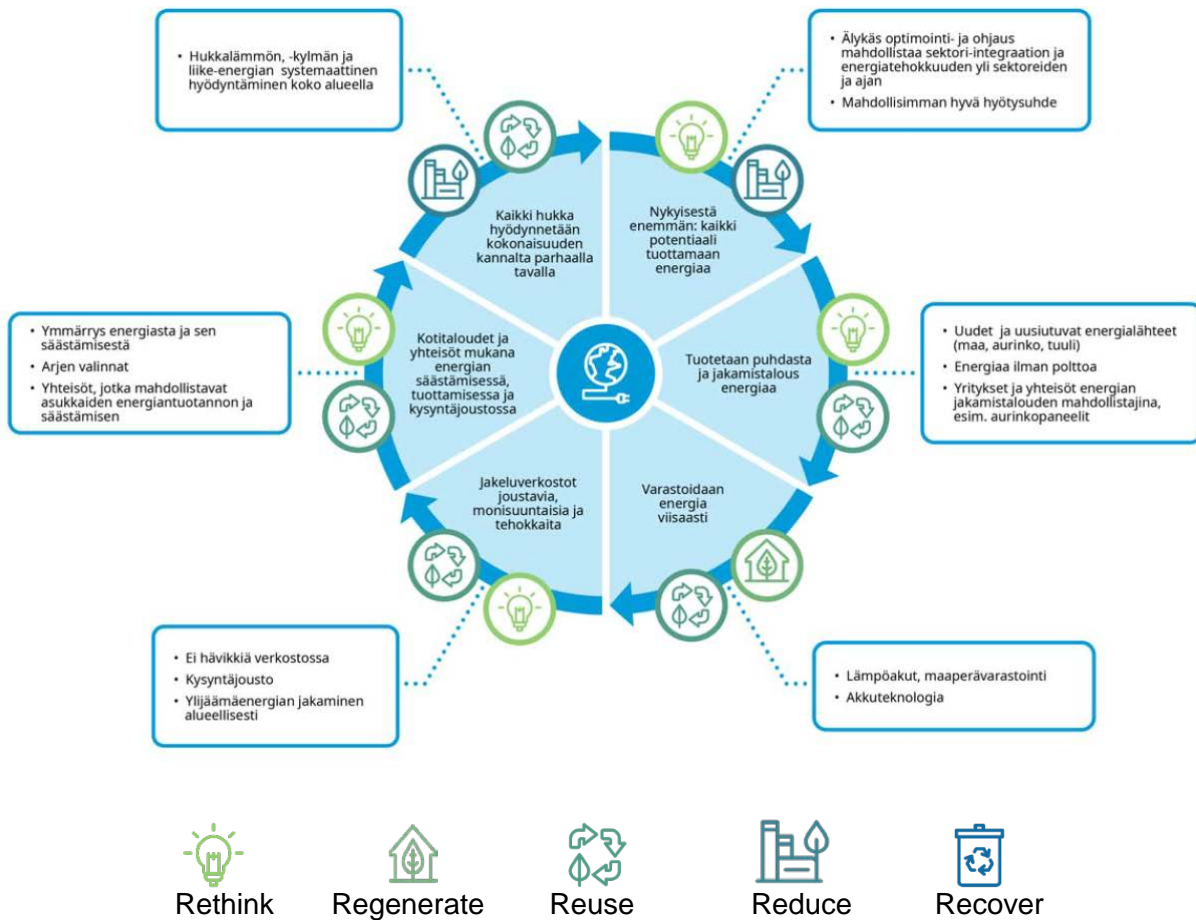 • Hukkalämmön, -kylmän ja
liike-energian systemaattinen
hyödyntäminen koko alueella
• Älykäs optimointi- ja ohjaus
mahdollistaa sektori-integraation ja
energiatehokkuuden yli sektoreiden
ja ajan
• Mahdollisimman hyvä hyötysuhde
Kaikki hukka
hyödynnetään
kokonaisuuden
kannalta parhaalla
tavalla
Nykyisestä
enemmän: kaikki
potentiaali
tuottamaan
energiaa
• Ymmärrys energiasta ja sen
säästämisestä
• Arjen valinnat
• Yhteisöt, jotka mahdollistavat
asukkaiden energiantuotannon ja
säästämisen
Kotitaloudet ja
yhteisöt mukana
energian
säästämisessä,
tuottamisessa ja
kysyntäjoustossa
Tuotetaan puhdasta
ja jakamistalous
energiaa
• Uudet ja uusiutuvat energialähteet
(maa, aurinko, tuuli)
• Energiaa ilman polttoa
• Yritykset ja yhteisöt energian
jakamistalouden mahdollistajina,
esim. aurinkopaneelit
Jakeluverkostot
joustavia,
monisuuntaisia ja
tehokkaita
Varastoidaan
energia
viisaasti
• Ei hävikkiä verkostossa
• Kysyntäjousto
• Ylijäämäenergian jakaminen
alueellisesti
• Lämpöakut, maaperävarastointi
• Akkuteknologia
Rethink
Regenerate
Reuse
Reduce
Recover